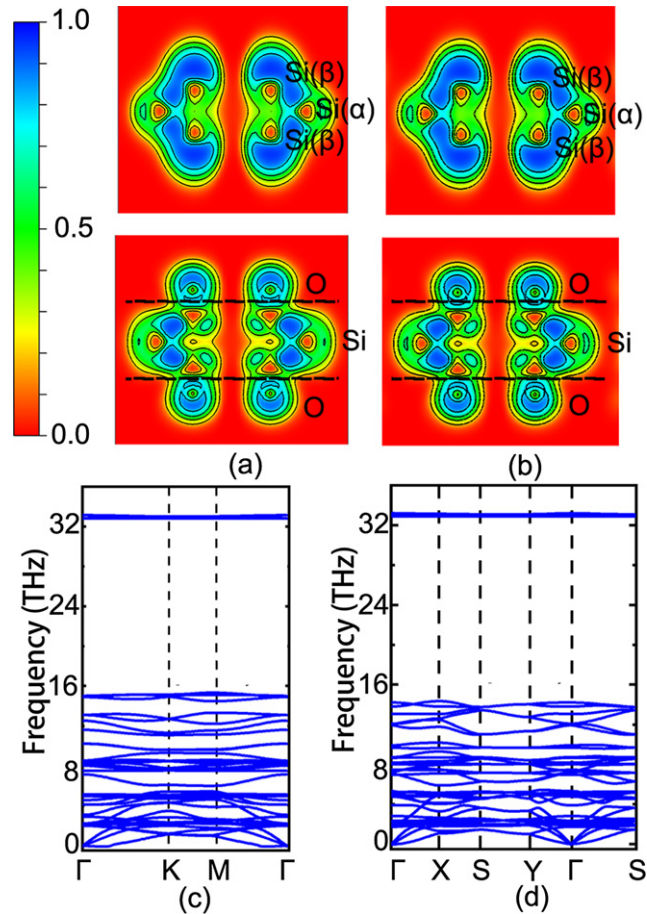 1.0
0.5
0.0
Si(β)
Si(α)
Si(β)
Si(β)
Si(α)
Si(β)
O
Si
O
O
Si
O
(a)
(b)
Frequency (THz)
32
24
16
8
0
Γ K M Γ
(c)
Frequency (THz)
32
24
16
8
0
Γ X S Y Γ S
(d)